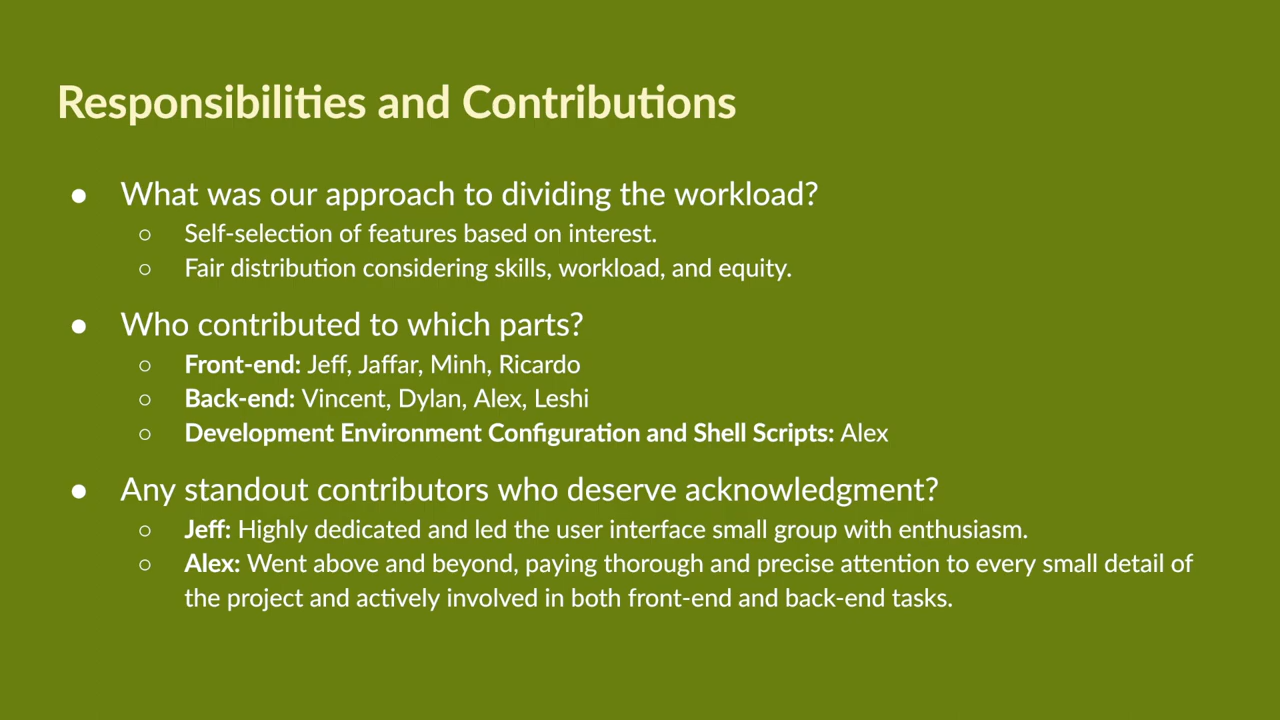 Responsibilities and Contributions
● What was our approach to dividing the workload?
○ Self-selection of features based on interest.
○ Fair distribution considering skills, workload, and equity.
● Who contributed to which parts?
○ Front-end: Jeff, Jaffar, Minh, Ricardo
○ Back-end: Vincent, Dylan, Alex, Leshi
○ Development Environment Configuration and Shell Scripts: Alex
● Any standout contributors who deserve acknowledgment?
○ Jeff: Highly dedicated and led the user interface small group with enthusiasm.
○ Alex: Went above and beyond, paying thorough and precise attention to every small detail of
the project and actively involved in both front-end and back-end tasks.